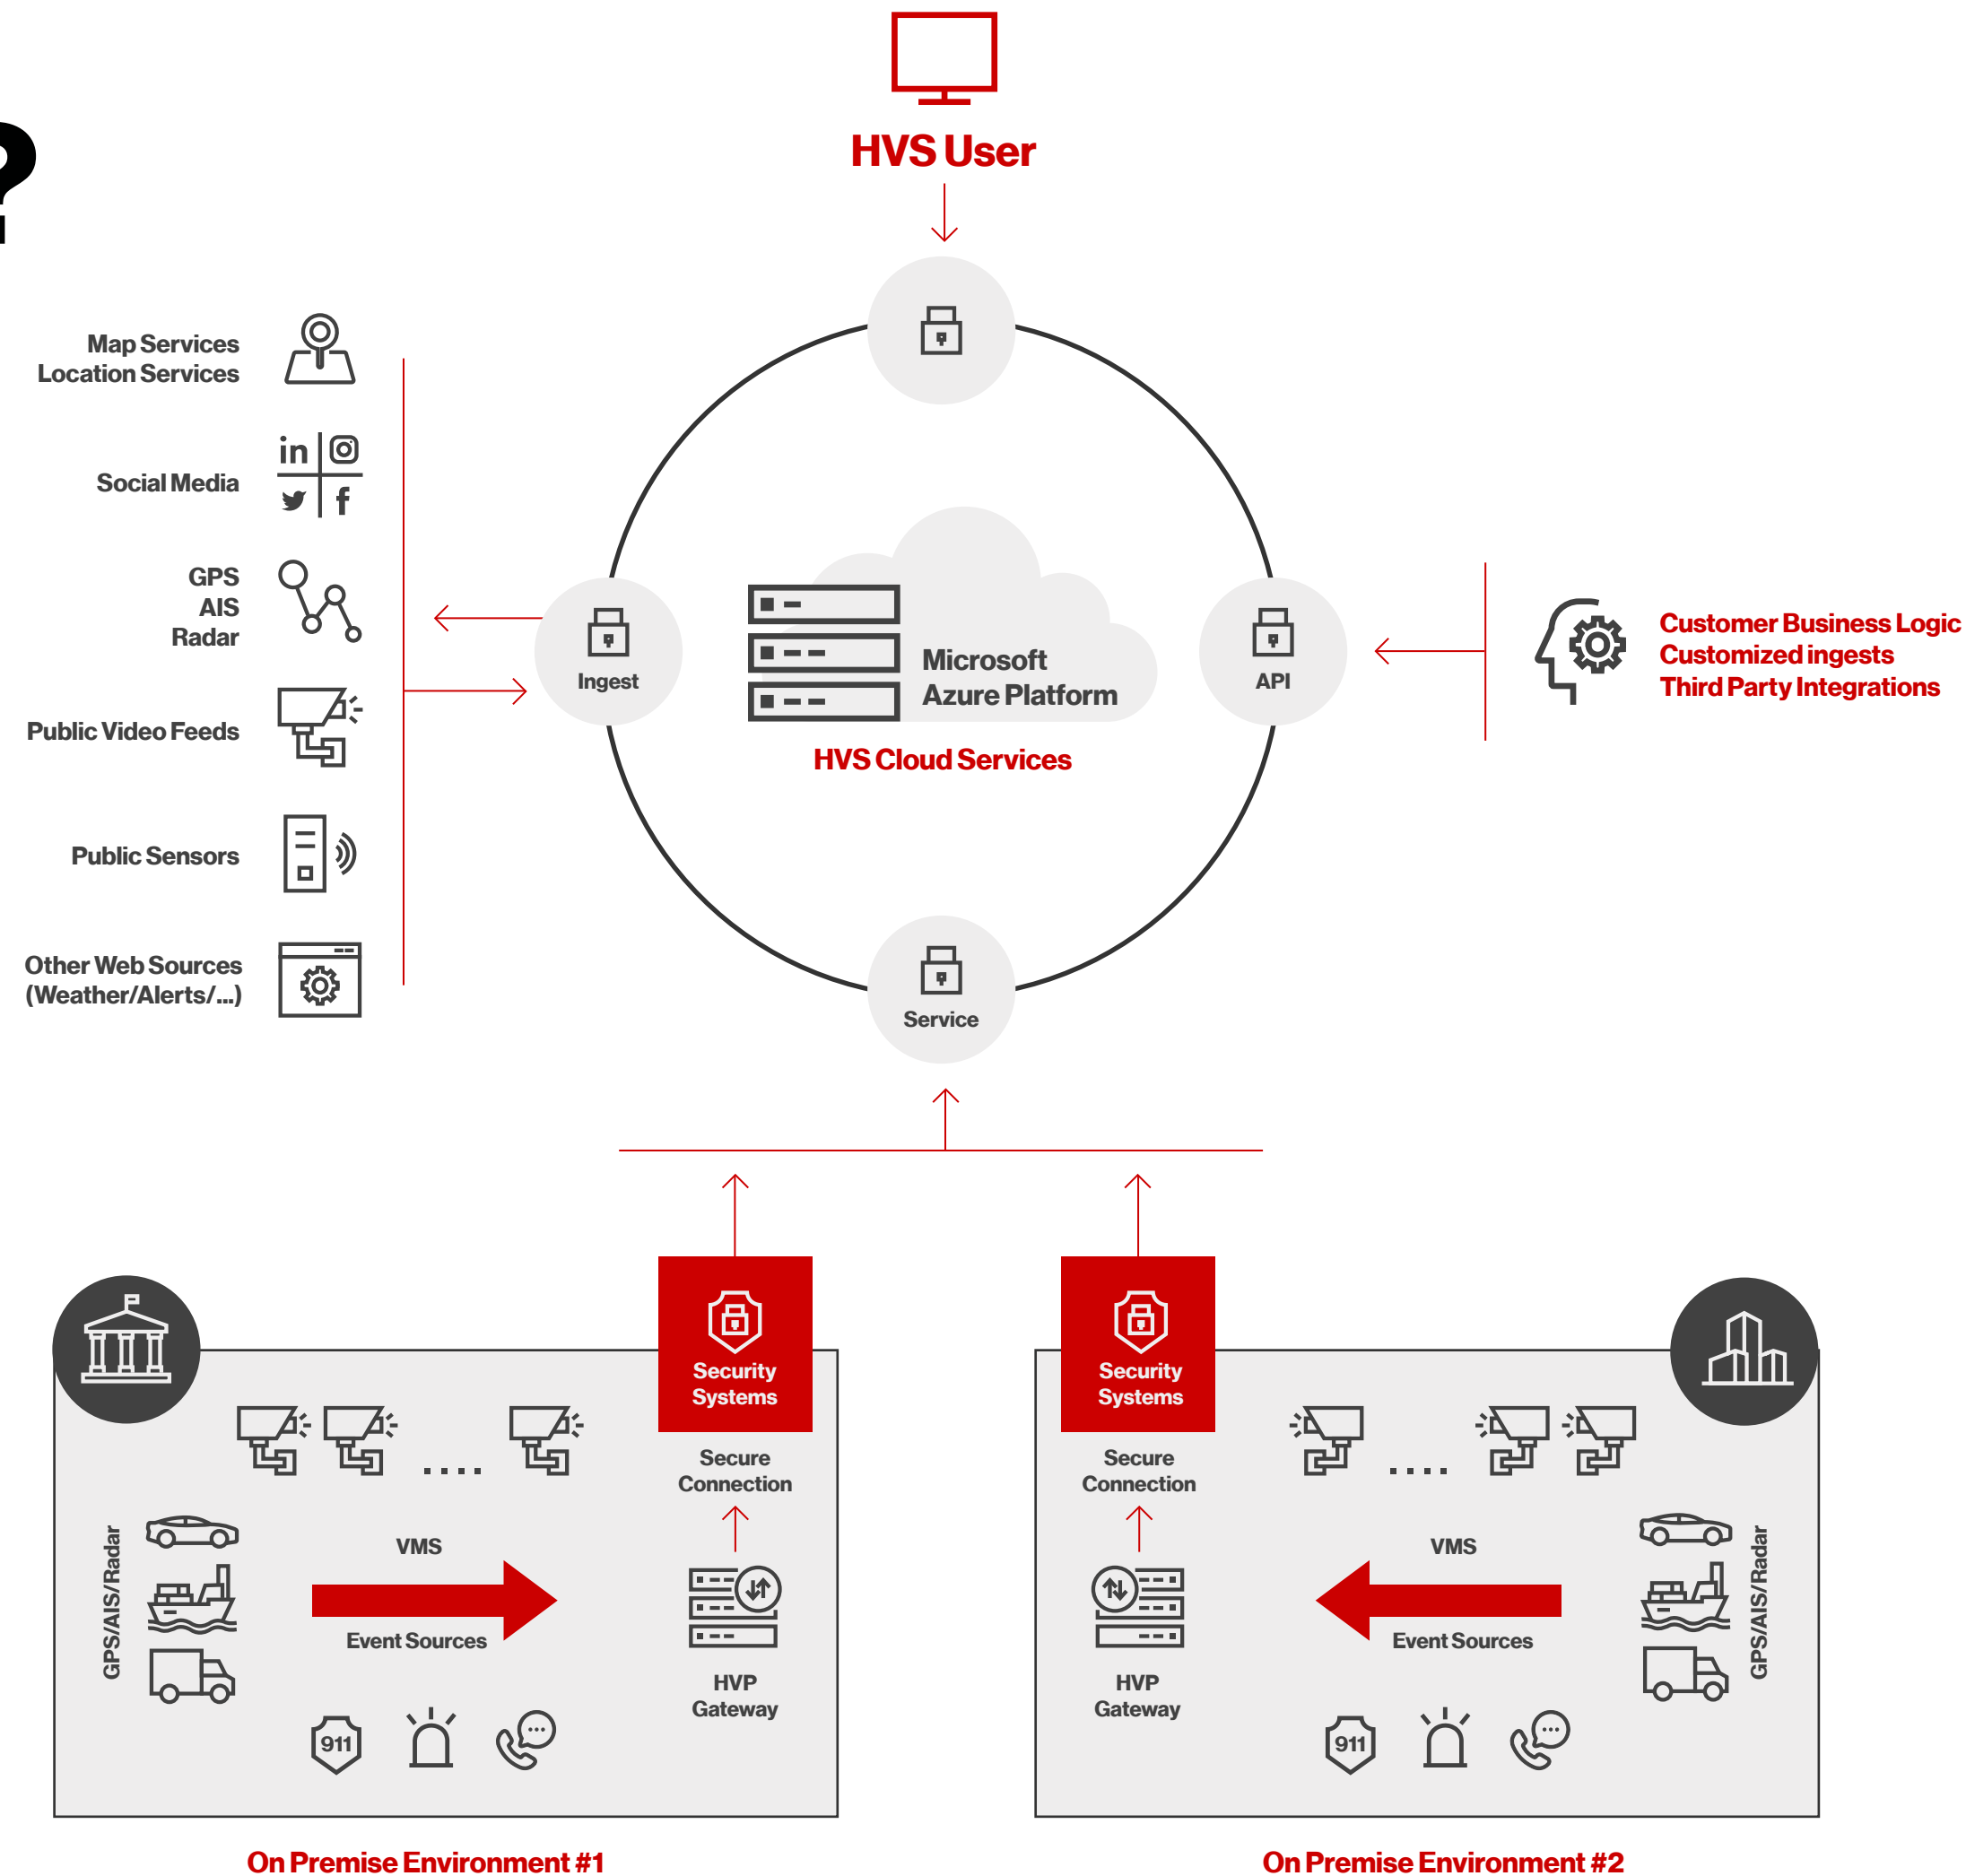 ?
HVS User
Map Services
Location Services
in
Social Media
f
GPS
AIS
Radar
Public Video Feeds
Public Sensors
Other Web Sources
(Weather/Alerts/...)
Ingest
Microsoft
Azure Platform
HVS Cloud Services
API
Customer Business Logic
Customized ingests
Third Party Integrations
Service
Security
Systems
Secure
Connection
GPS/AIS/Radar
VMS
Event Sources
HVP
Gateway
911
On Premise Environment #1
Security
Systems
Secure
Connection
VMS
Event Sources
GPS/AIS/Radar
HVP
Gateway
911
On Premise Environment #2